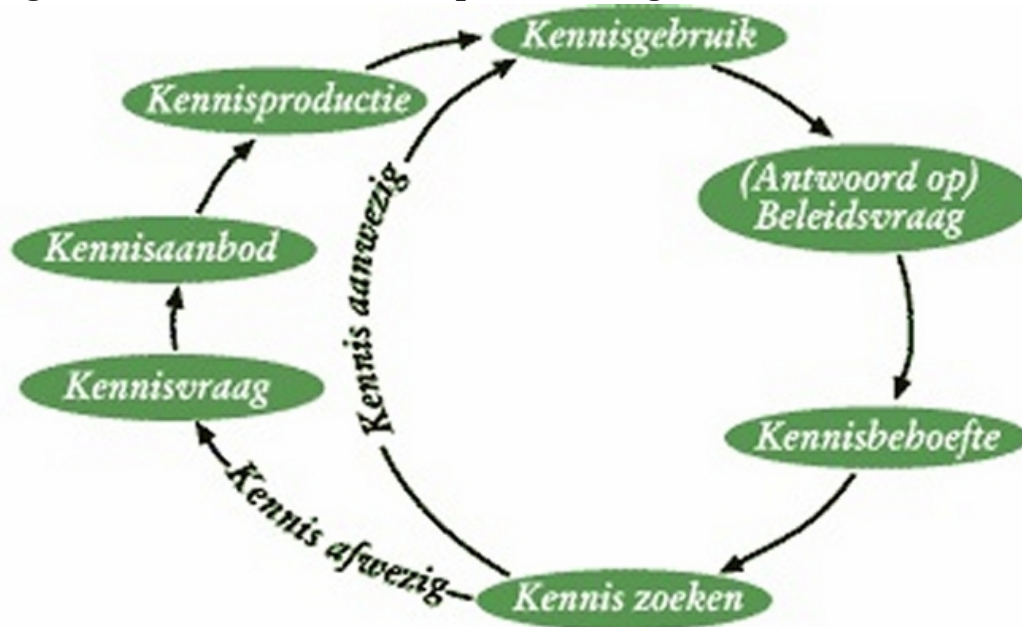 Kennisgebruik
Kennisproductie
(Antwoord op)
Beleidsvraag
Kennis aanwezig
Kennisaanbod
Kennisvraag
Kennisbehoefte
Kennis afwezig
Kennis zoeken